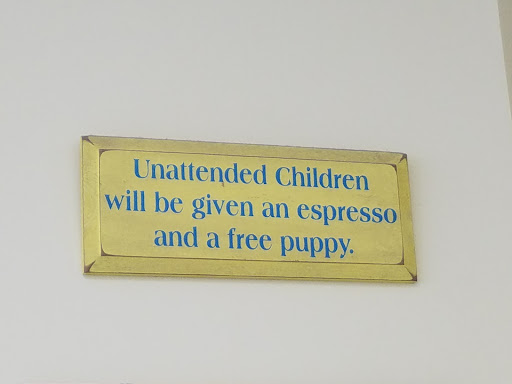 Unattended Children
will be given an espresso
and a free puppy.